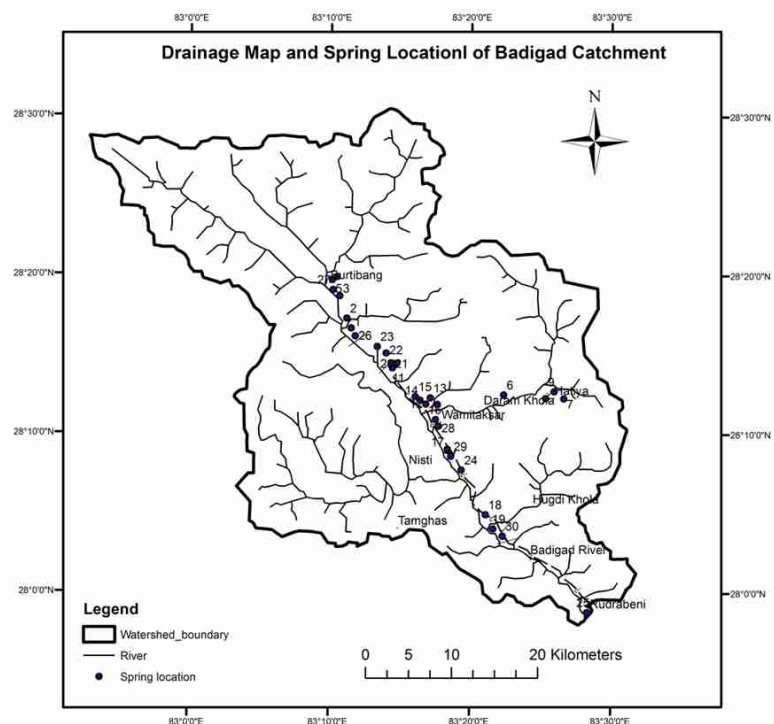 83°0'0"E 83°10'0"E 83°20'0"E 83°30'0"E
Drainage Map and Spring Locationl of Badigad Catchment
N
28°30'0"N 28°30'0"N
28°20'0"N 28°20'0"N
urtibang
53
2
26
23
22
21
11
14 15 13
6
9
Hatiya
7
Daram Khola
Wamitaksar
28
29
Nisti
24
28°10'0"N 28°10'0"N
18
Hugdi Khola
19
Tamghas
30
Badigad River
25 Rudrabeni
28°0'0"N 28°0'0"N
Legend
Watershed_boundary
River
Spring location
0 5 10 20 Kilometers
83°0'0"E 83°10'0"E 83°20'0"E 83°30'0"E